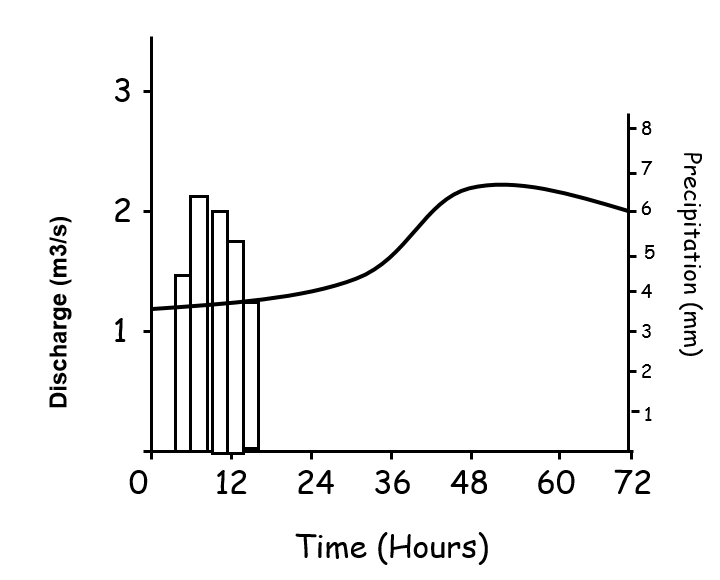 3
2
1
Discharge (m3/s)
8
7
6
5
4
3
2
1
Precipitation (mm)
0 12 24 36 48 60 72
Time (Hours)